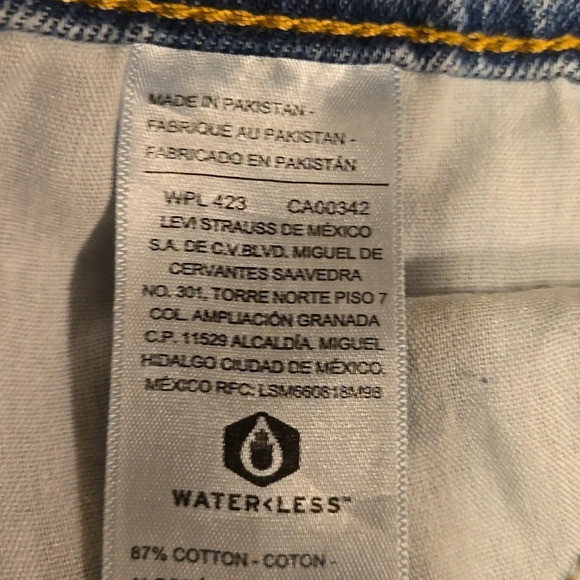 MADE IN PAKISTAN -
FABRIQUE AU PAKISTAN -
FABRICADO EN PAKISTÁN
WPL 423 CA00342
LEVI STRAUSS DE MÉXICO
S.A. DE C.V.BLVD. MIGUEL DE
CERVANTES SAAVEDRA
NO. 301, TORRE NORTE PISO 7
COL. AMPLIACIÓN GRANADA
C.P. 11529 ALCALDÍA. MIGUEL
HIDALGO CIUDAD DE MÉXICO.
MÉXICO RFC: LSM660818M98
WATER<LESS™
87% COTTON - COTON -